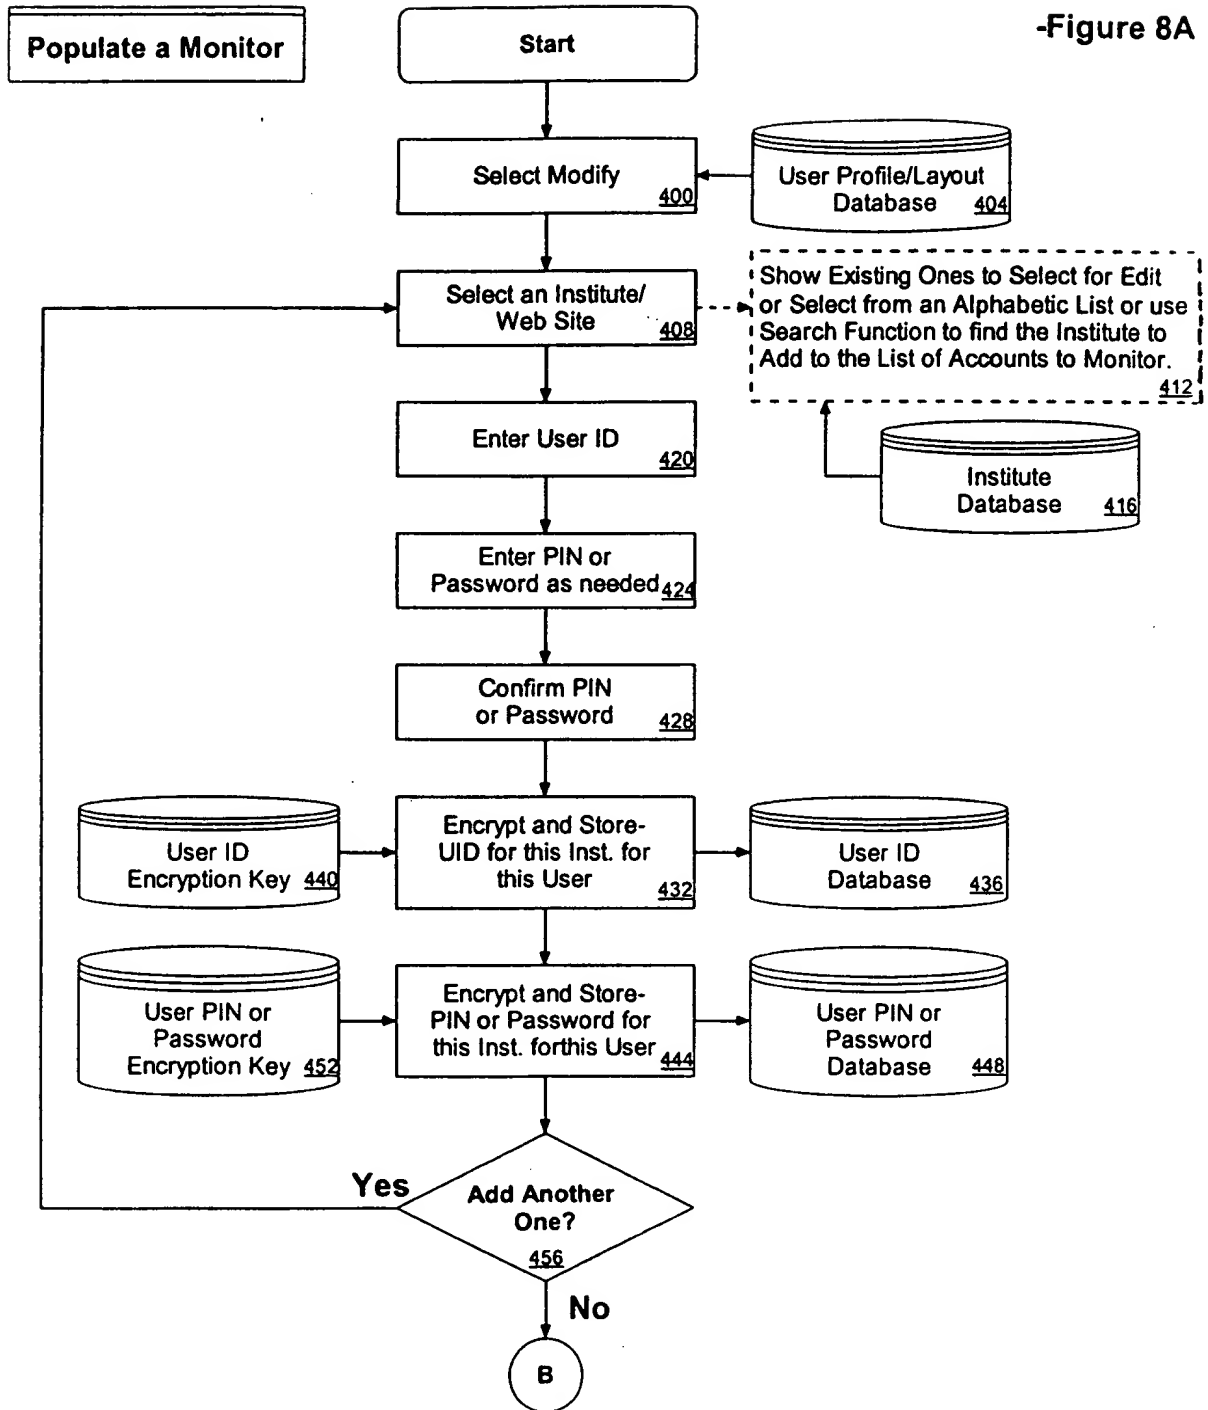 Populate a Monitor
Start
-Figure 8A
Select Modify
400
User Profile/Layout
Database
404
Select an Institute/
Web Site
408
Show Existing Ones to Select for Edit
or Select from an Alphabetic List or use
Search Function to find the Institute to
Add to the List of Accounts to Monitor.
412
Enter User ID
420
Institute
Database
416
Enter PIN or
Password as needed
424
Confirm PIN
or Password
428
User ID
Encryption Key
440
Encrypt and Store-
UID for this Inst. for
this User
432
User ID
Database
436
User PIN or
Password
Encryption Key
452
Encrypt and Store-
PIN or Password for
this Inst. forthis User
444
User PIN or
Password
Database
448
Yes
Add Another
One?
456
No
B